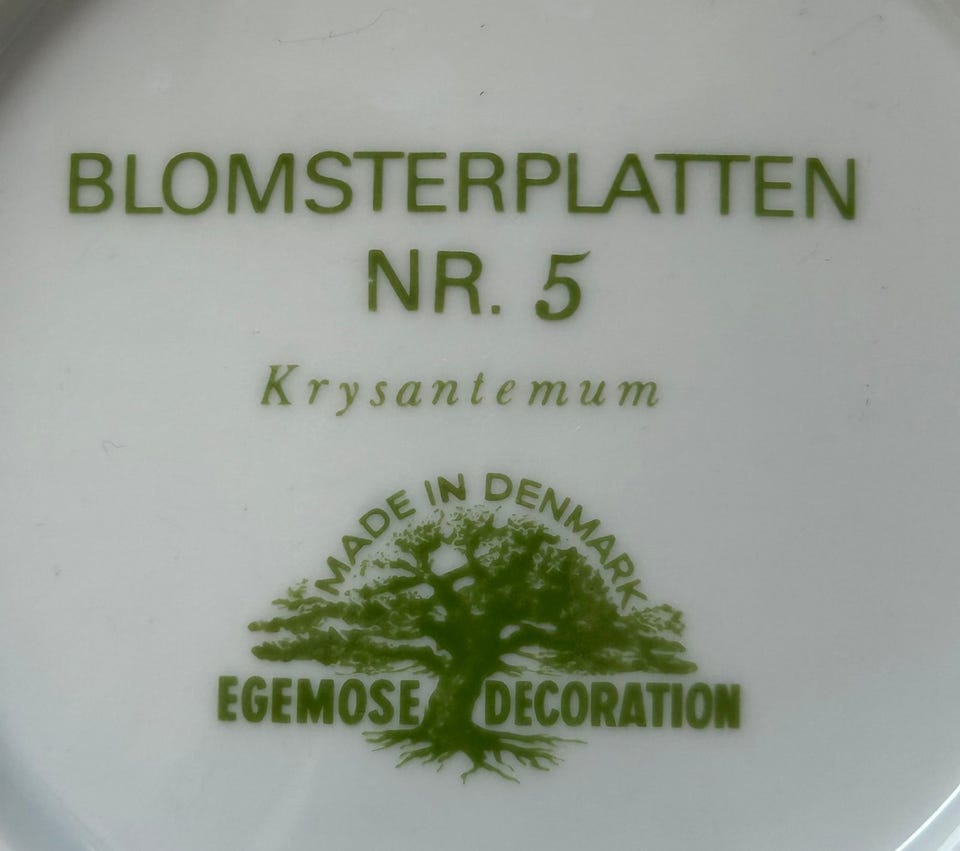 BLOMSTERPLATTEN
NR. 5
Krysantemum
MADE IN DENMARK
EGEMOSE DECORATION